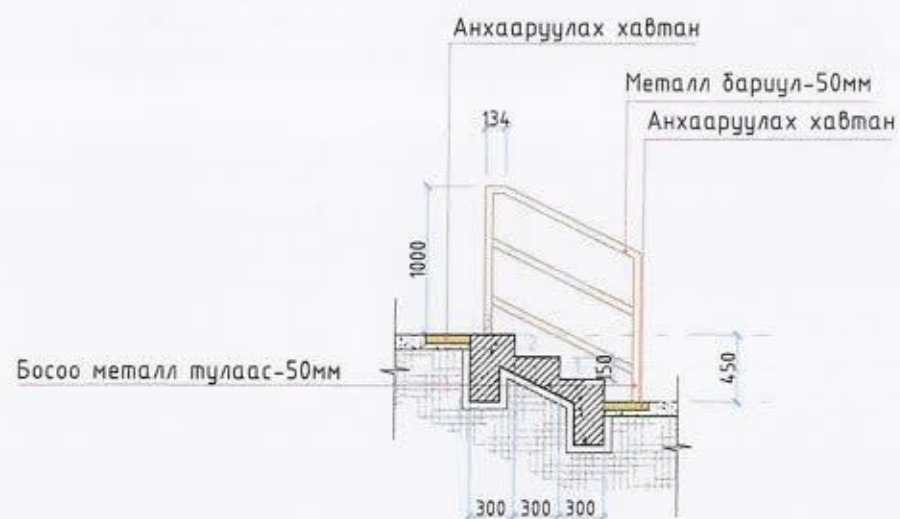 Анхааруулах хавтан
Металл бариул-50мм
134
Анхааруулах хавтан
1000
Босоо металл тулаас-50мм
150
450
300 300 300